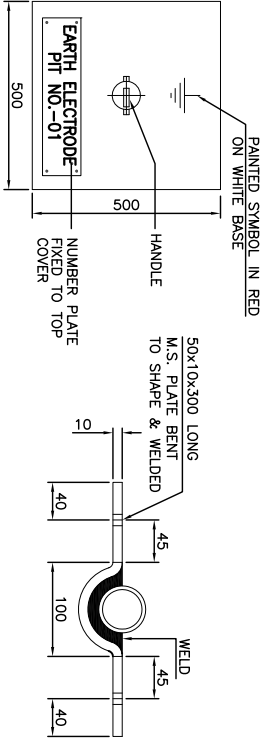 PAINTED SYMBOL IN RED
ON WHITE BASE
HANDLE
NUMBER PLATE
FIXED TO TOP
COVER
EARTH ELECTRODE
PIT NO.-01
500
500
50x10x300 LONG
M.S. PLATE BENT
TO SHAPE & WELDED
WELD
10
40
45
100
45
40